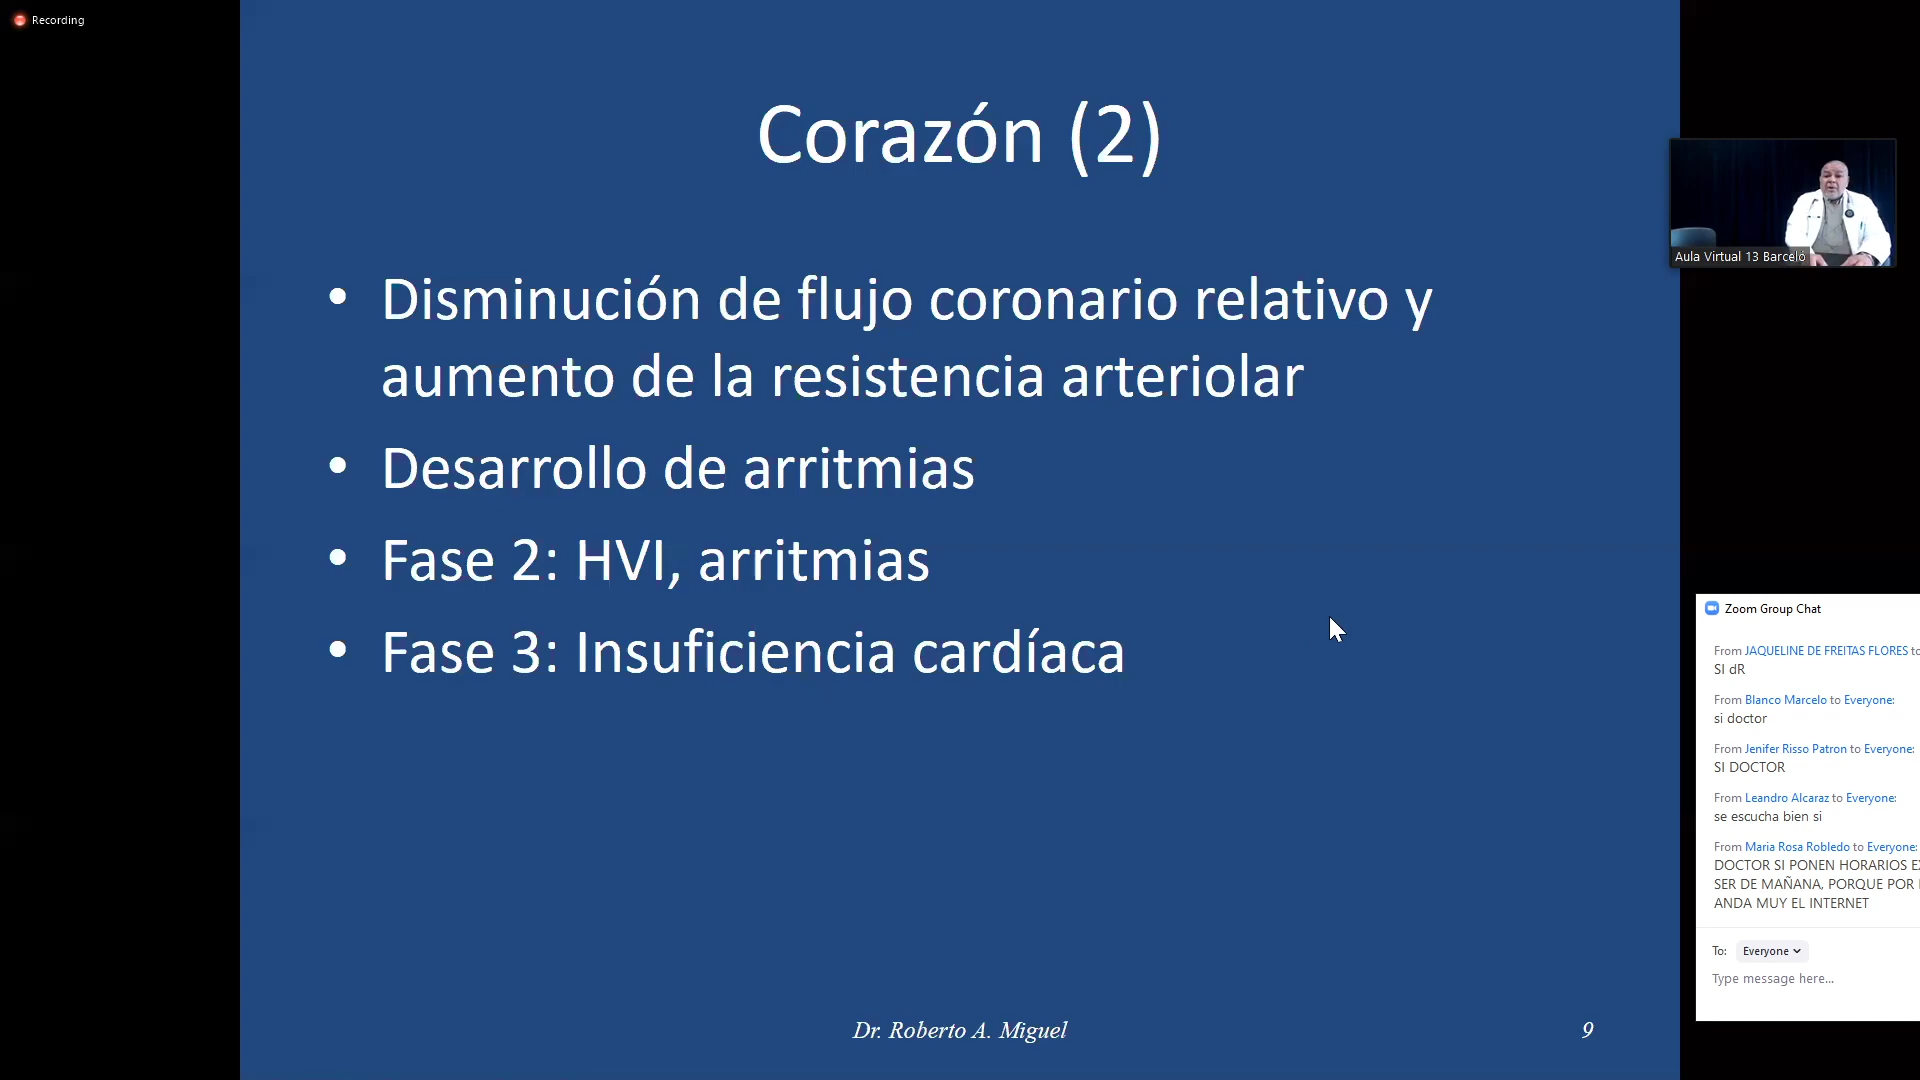 Recording
Corazón (2)
• Disminución de flujo coronario relativo y
aumento de la resistencia arteriolar
• Desarrollo de arritmias
• Fase 2: HVI, arritmias
• Fase 3: Insuficiencia cardíaca
Dr. Roberto A. Miguel
9
Aula Virtual 13 Barceló
Zoom Group Chat
From JAQUELINE DE FREITAS FLORES to
SI dR
From Blanco Marcelo to Everyone:
si doctor
From Jenifer Risso Patron to Everyone:
SI DOCTOR
From Leandro Alcaraz to Everyone:
se escucha bien si
From Maria Rosa Robledo to Everyone:
DOCTOR SI PONEN HORARIOS
SER DE MAÑANA, PORQUE POR
ANDA MUY EL INTERNET
To: Everyone
Type message here...